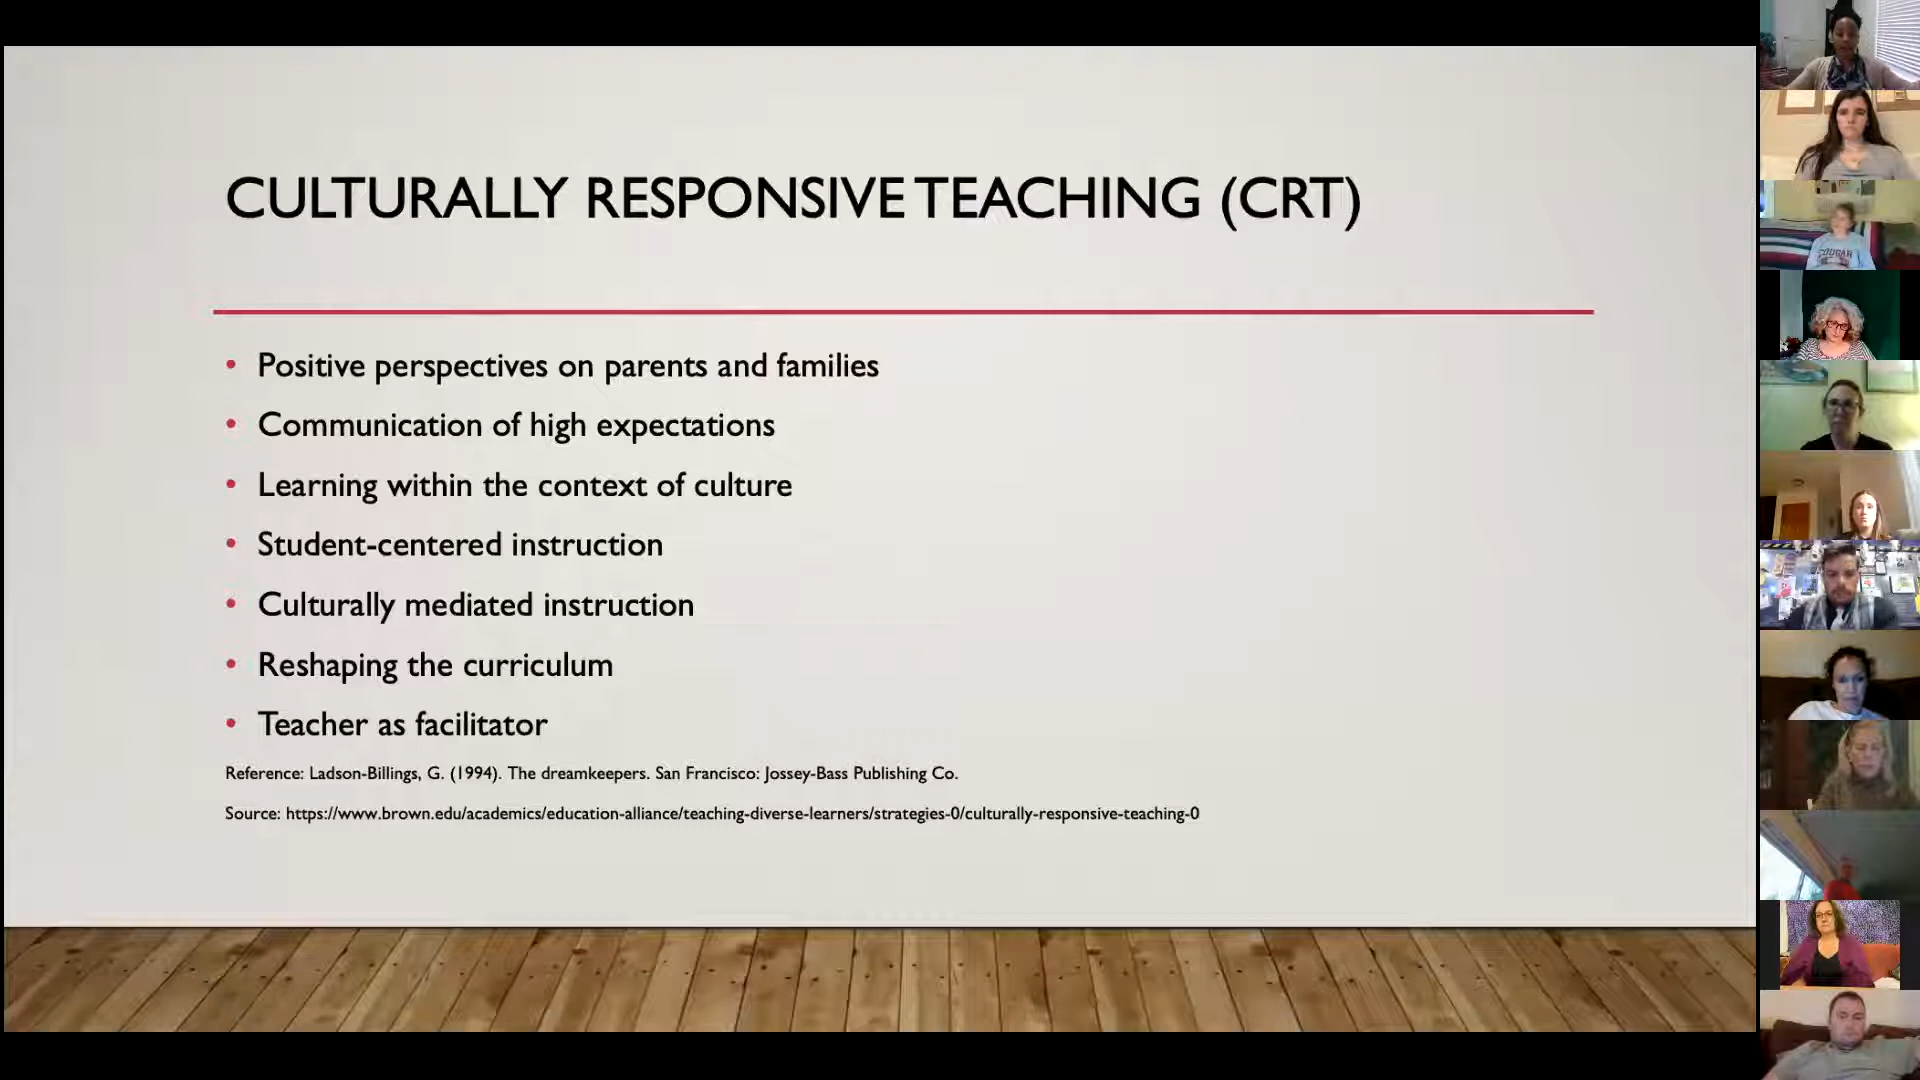 CULTURALLY RESPONSIVE TEACHING (CRT)
• Positive perspectives on parents and families
• Communication of high expectations
• Learning within the context of culture
• Student-centered instruction
• Culturally mediated instruction
• Reshaping the curriculum
• Teacher as facilitator
Reference: Ladson-Billings, G. (1994). The dreamkeepers. San Francisco: Jossey-Bass Publishing Co.
Source: https://www.brown.edu/academics/education-alliance/teaching-diverse-learners/strategies-0/culturally-responsive-teaching-0
COUGAR